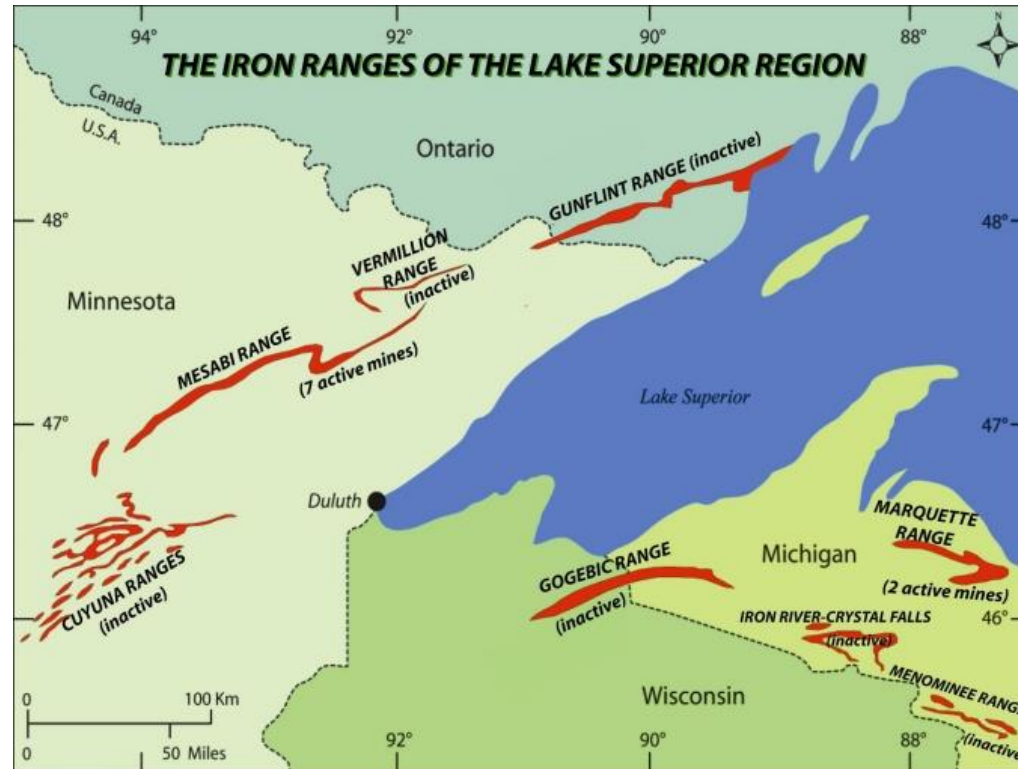 94°
92°
90°
88°
N
THE IRON RANGES OF THE LAKE SUPERIOR REGION
Canada
U.S.A.
Ontario
GUNFLINT RANGE (inactive)
48°
48°
VERMILLION
RANGE
(inactive)
Minnesota
MESABI RANGE
(7 active mines)
Lake Superior
47°
47°
Duluth
MARQUETTE
RANGE
Michigan
(2 active mines)
GOGEBIC RANGE
(inactive)
CUYUNA RANGES
(inactive)
IRON RIVER-CRYSTAL FALLS
(inactive)
46°
MENOMINEE RANG
(inactive
Wisconsin
0
100 Km
0
50 Miles
92°
90°
88°